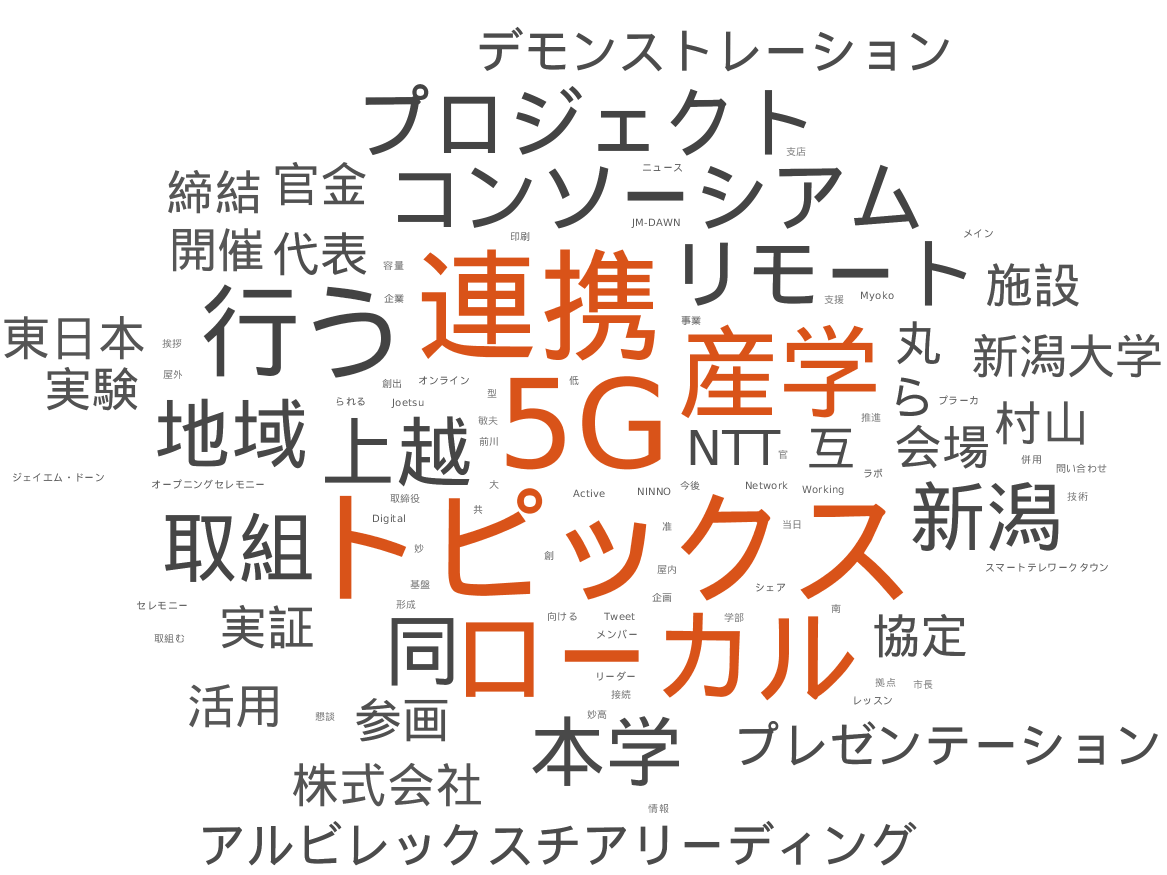 デモンストレーション
プロジェクト
支店
ニュース
コンソーシアム
締結
官金
JM-DAWN
印刷
メイン
開催
代表
容量
連携
リモート
施設
企業
支援
Myoko
行う
事業
東日本
挨拶
産学
丸
新潟大学
実験
屋外
創出
オンライン
型
低
5G
ら
プラーカ
られる
Joetsu
地域
上越
敏夫
前川
推進
NTT
官
互
会場
村山
併用
問い合わせ
ジェイエム・ドーン
オープニングセレモニー
大
Active
NINNO
今後
Network
Working
ラボ
技術
新潟
取締役
共
Digital
トピックス
准
当日
取組
妙
創
屋内
スマートテレワークタウン
基盤
シェア
セレモニー
形成
企画
向ける
Tweet
学部
南
取組む
実証
メンバー
同
ローカル
協定
リーダー
接続
拠点
市長
レッスン
活用
懇談
参画
妙高
本学
プレゼンテーション
株式会社
情報
アルビレックスチアリーディング